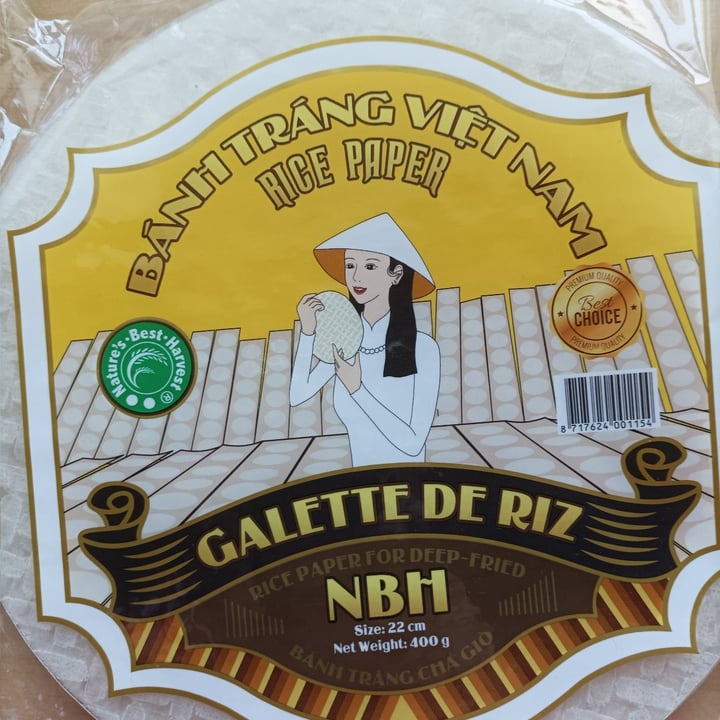 BÁNH TRÁNG VIỆT NAM
RICE PAPER
Nature's • Best • Harvest ®
PREMIUM QUALITY
Best
CHOICE
PREMIUM QUALITY
8 717624 001154
GALETTE DE RIZ
RICE PAPER FOR DEEP-FRIED
NBH
Size: 22 cm
Net Weight: 400 g
BÁNH TRÁNG CHẢ GIÒ